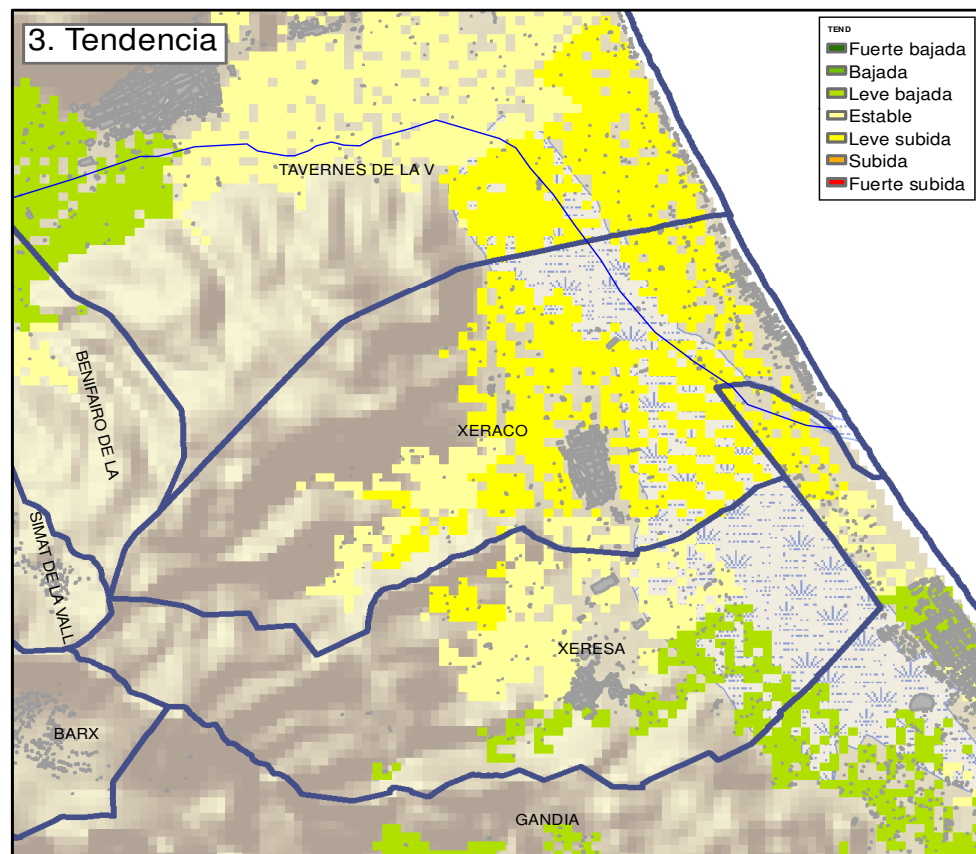 3. Tendencia
TEND
Fuerte bajada
Bajada
Leve bajada
Estable
Leve subida
Subida
Fuerte subida
TAVERNES DE LA V
BENIFAIRO DE LA
XERACO
SIMAT DE LA VALL
XERESA
BARX
GANDIA